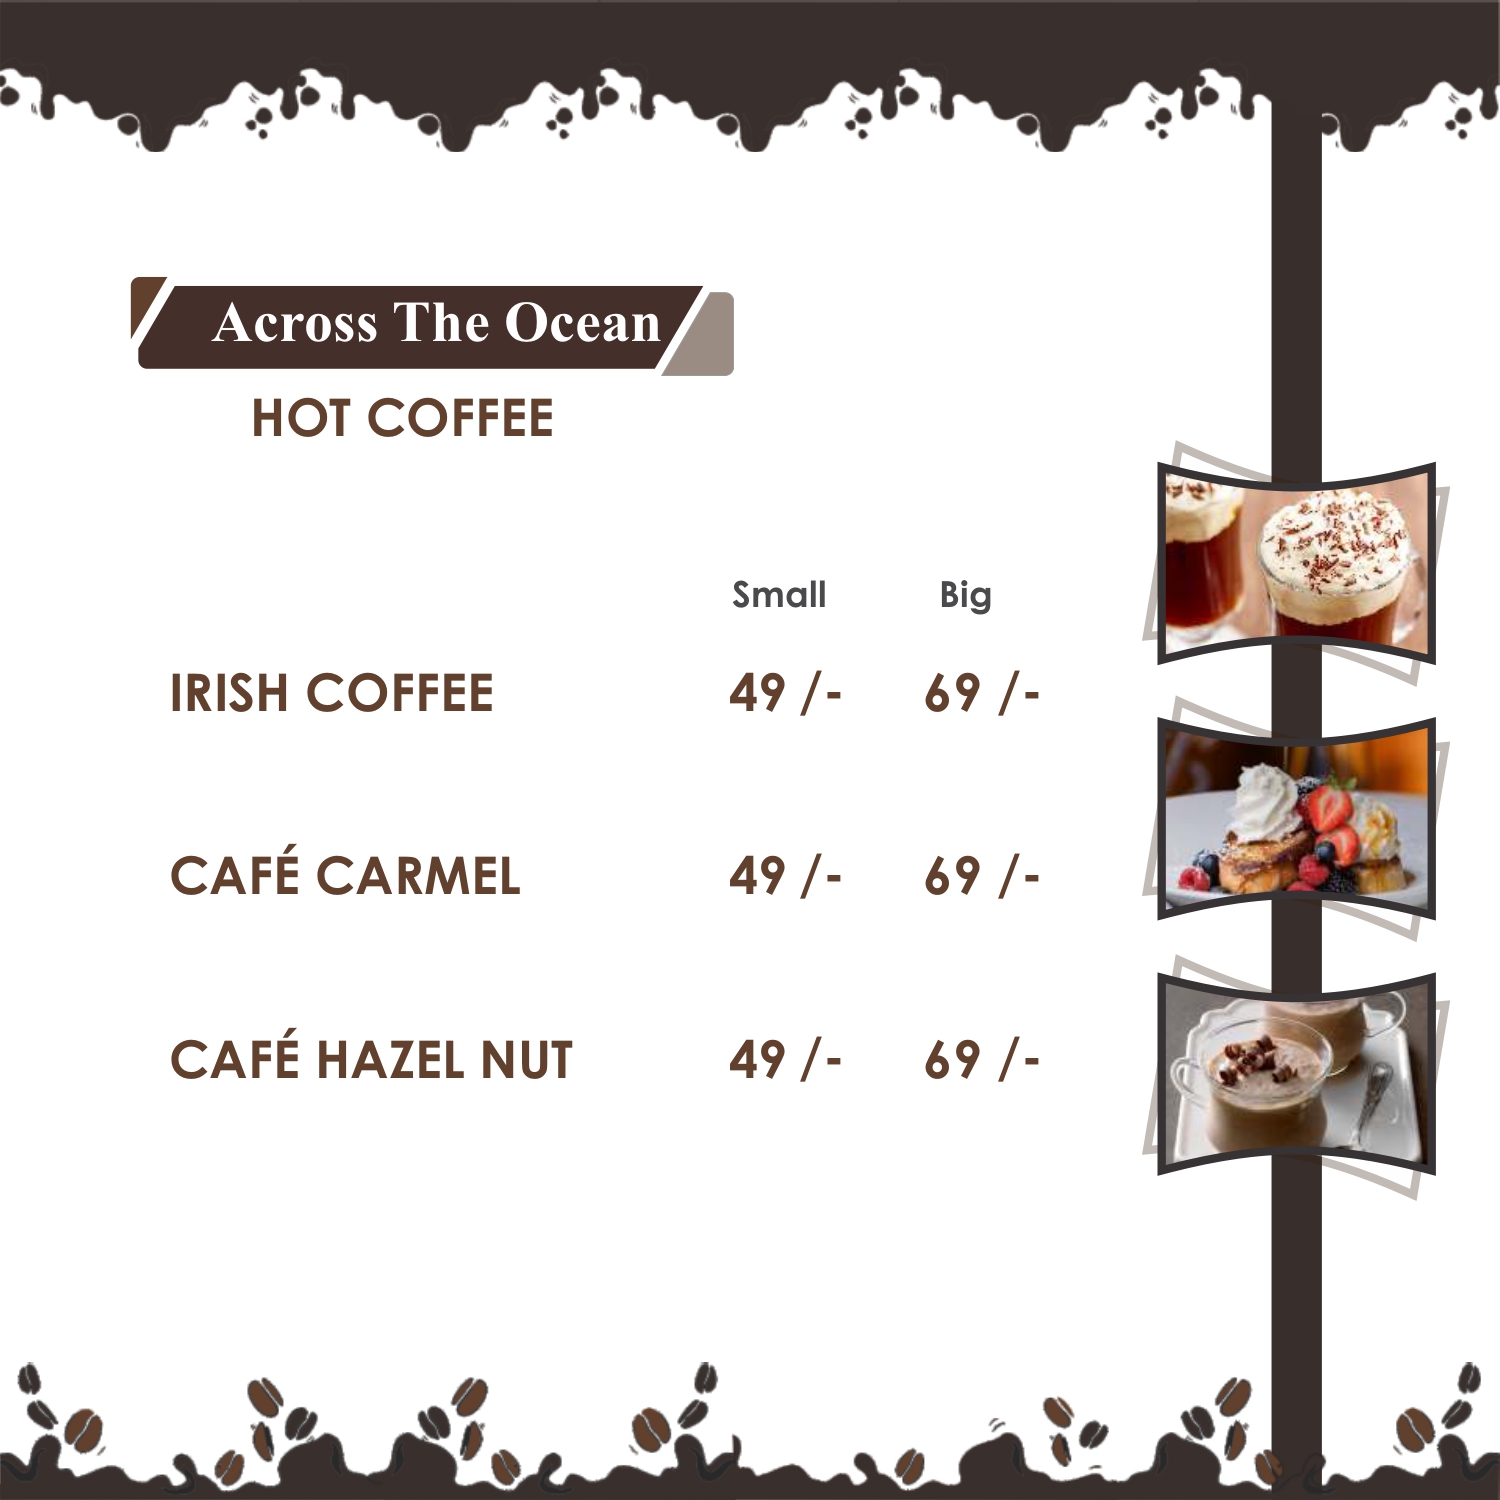 Across The Ocean
HOT COFFEE
Small Big
IRISH COFFEE 49 /- 69 /-
CAFÉ CARMEL 49 /- 69 /-
CAFÉ HAZEL NUT 49 /- 69 /-